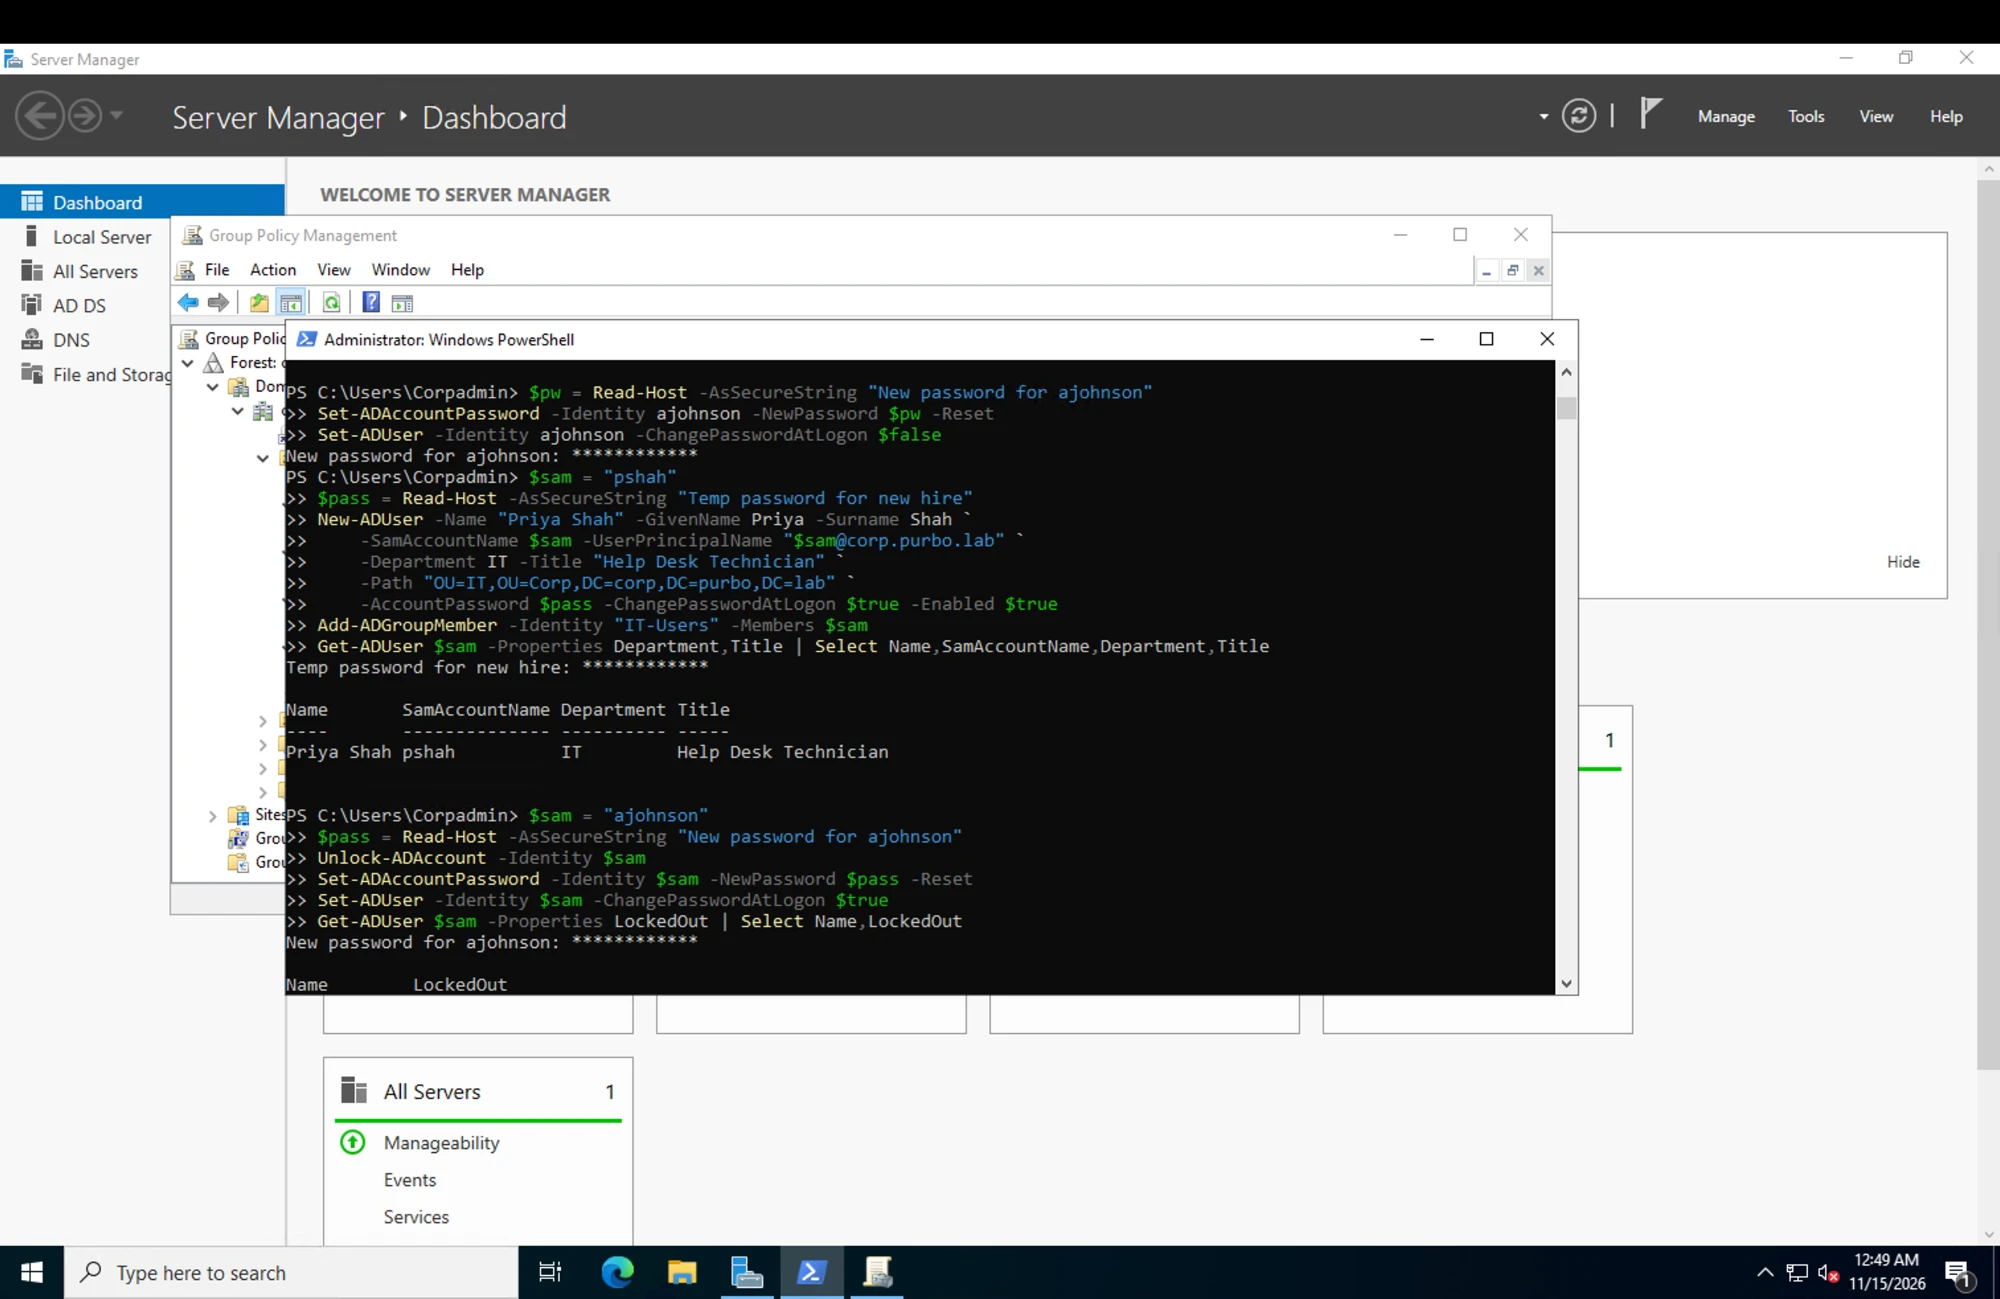 Server Manager
Server Manager ‣ Dashboard
Manage Tools View Help
Dashboard
Local Server
All Servers
AD DS
DNS
File and Storag
WELCOME TO SERVER MANAGER
Hide
Group Policy Management
File Action View Window Help
Group Polic
Forest: c
Dom
Sites
Grou
Grou
Administrator: Windows PowerShell
PS C:\Users\Corpadmin> $pw = Read-Host -AsSecureString "New password for ajohnson"
>> Set-ADAccountPassword -Identity ajohnson -NewPassword $pw -Reset
>> Set-ADUser -Identity ajohnson -ChangePasswordAtLogon $false
New password for ajohnson: ************
PS C:\Users\Corpadmin> $sam = "pshah"
>> $pass = Read-Host -AsSecureString "Temp password for new hire"
>> New-ADUser -Name "Priya Shah" -GivenName Priya -Surname Shah `
>>     -SamAccountName $sam -UserPrincipalName "$sam@corp.purbo.lab" `
>>     -Department IT -Title "Help Desk Technician" `
>>     -Path "OU=IT,OU=Corp,DC=corp,DC=purbo,DC=lab" `
>>     -AccountPassword $pass -ChangePasswordAtLogon $true -Enabled $true
>> Add-ADGroupMember -Identity "IT-Users" -Members $sam
>> Get-ADUser $sam -Properties Department,Title | Select Name,SamAccountName,Department,Title
Temp password for new hire: ************
Name       SamAccountName Department Title
----       -------------- ---------- -----
Priya Shah pshah          IT         Help Desk Technician
PS C:\Users\Corpadmin> $sam = "ajohnson"
>> $pass = Read-Host -AsSecureString "New password for ajohnson"
>> Unlock-ADAccount -Identity $sam
>> Set-ADAccountPassword -Identity $sam -NewPassword $pass -Reset
>> Set-ADUser -Identity $sam -ChangePasswordAtLogon $true
>> Get-ADUser $sam -Properties LockedOut | Select Name,LockedOut
New password for ajohnson: ************
Name        LockedOut
1
All Servers 1
Manageability
Events
Services
Type here to search
12:49 AM
11/15/2026
1